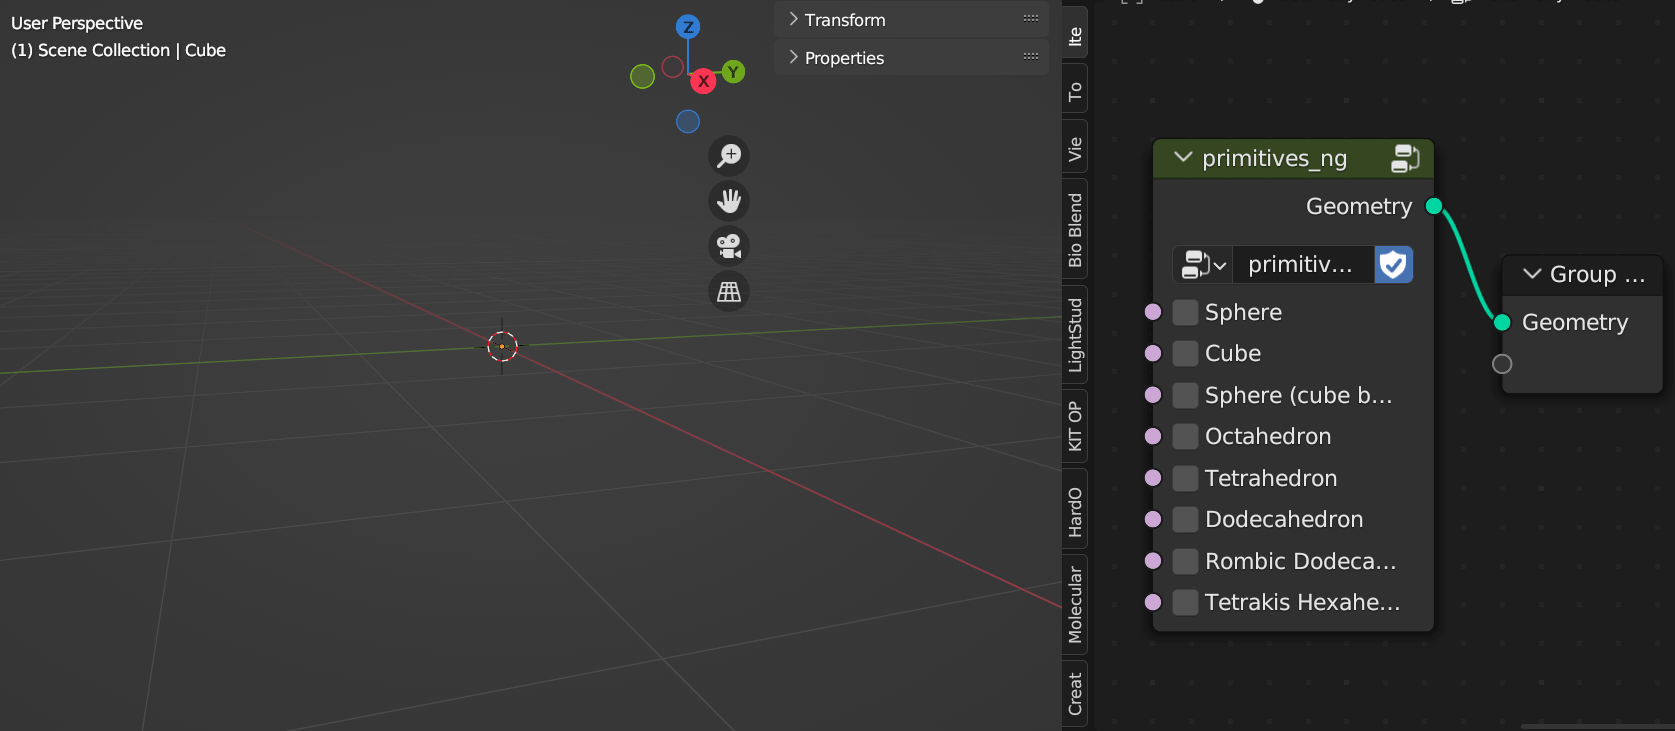 User Perspective
(1) Scene Collection | Cube
Z
Y
X
Transform
Properties
Ite
To
Vie
Bio Blend
LightStud
KIT OP
HardO
Molecular
Creat
primitives_ng
Geometry
primitiv...
Sphere
Cube
Sphere (cube b...
Octahedron
Tetrahedron
Dodecahedron
Rombic Dodeca...
Tetrakis Hexahe...
Group ...
Geometry